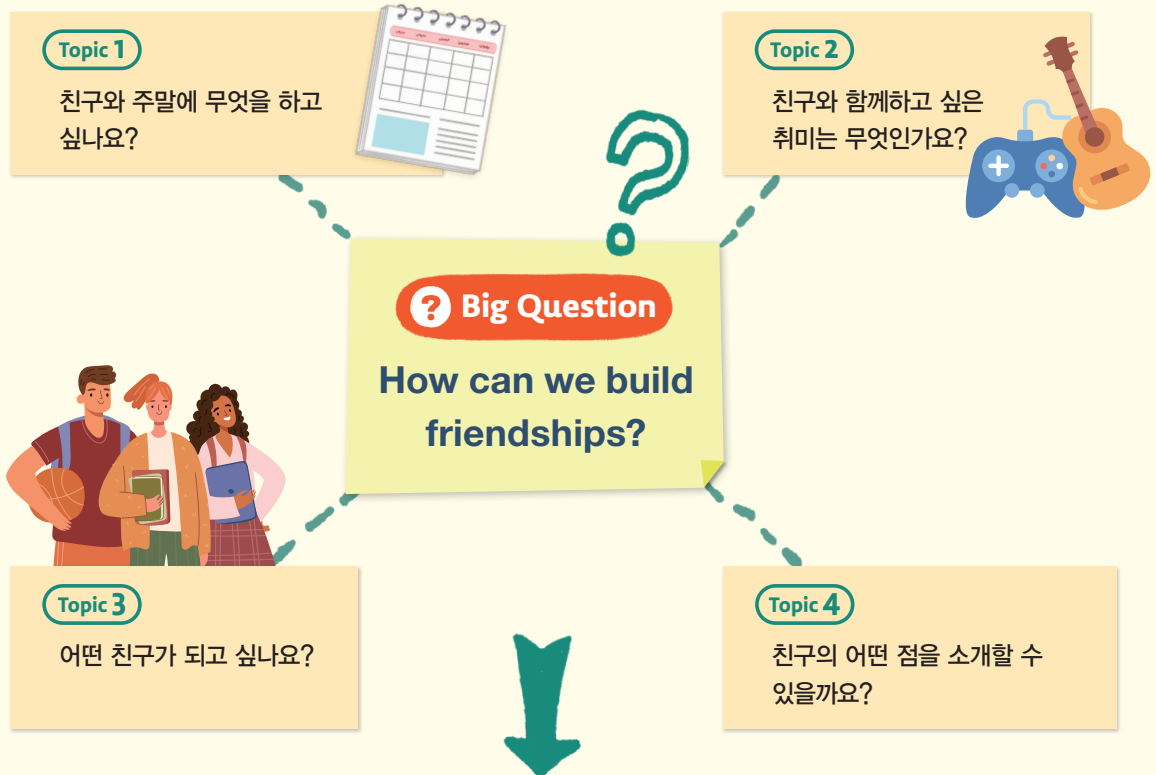 Topic 1
친구와 주말에 무엇을 하고
싶나요?
Topic 2
친구와 함께하고 싶은
취미는 무엇인가요?
? Big Question
How can we build
friendships?
Topic 3
어떤 친구가 되고 싶나요?
Topic 4
친구의 어떤 점을 소개할 수
있을까요?